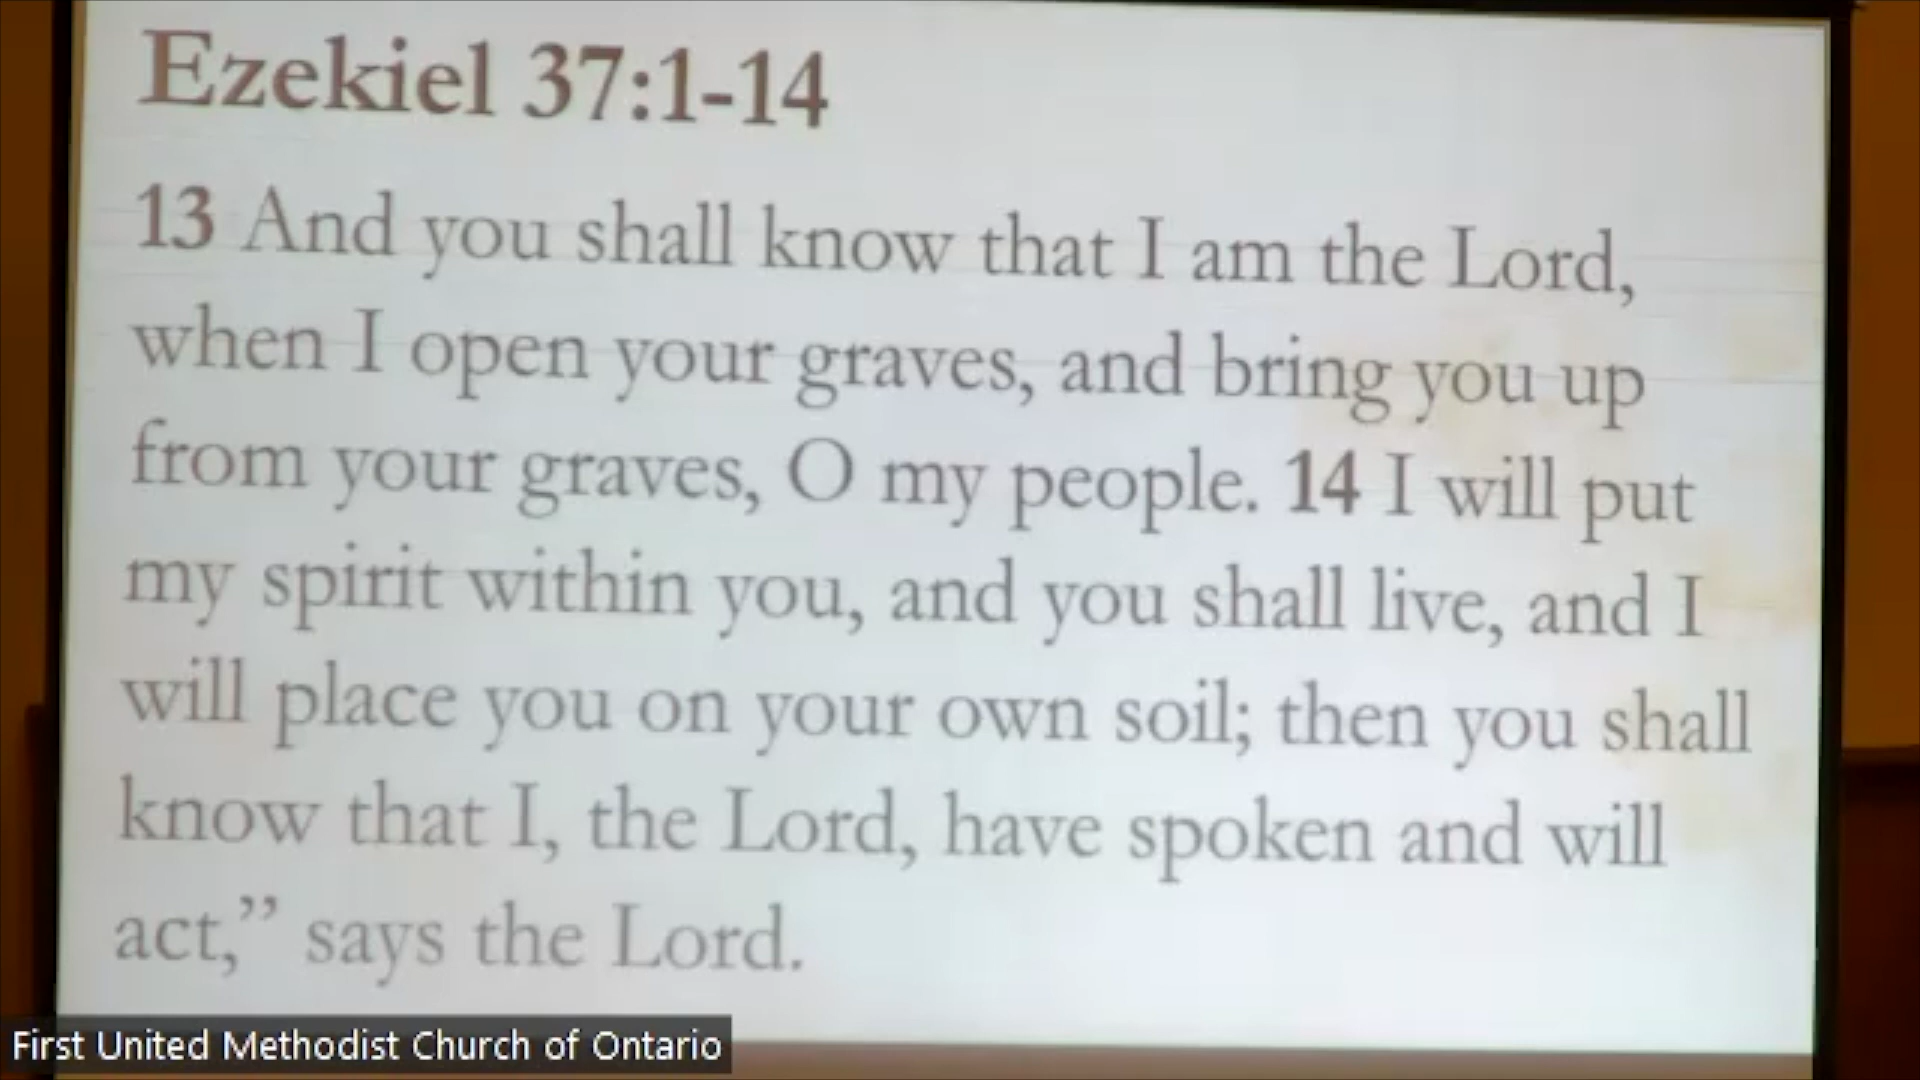 Ezekiel 37:1-14
13 And you shall know that I am the Lord,
when I open your graves, and bring you up
from your graves, O my people. 14 I will put
my spirit within you, and you shall live, and I
will place you on your own soil; then you shall
know that I, the Lord, have spoken and will
act,” says the Lord.
First United Methodist Church of Ontario